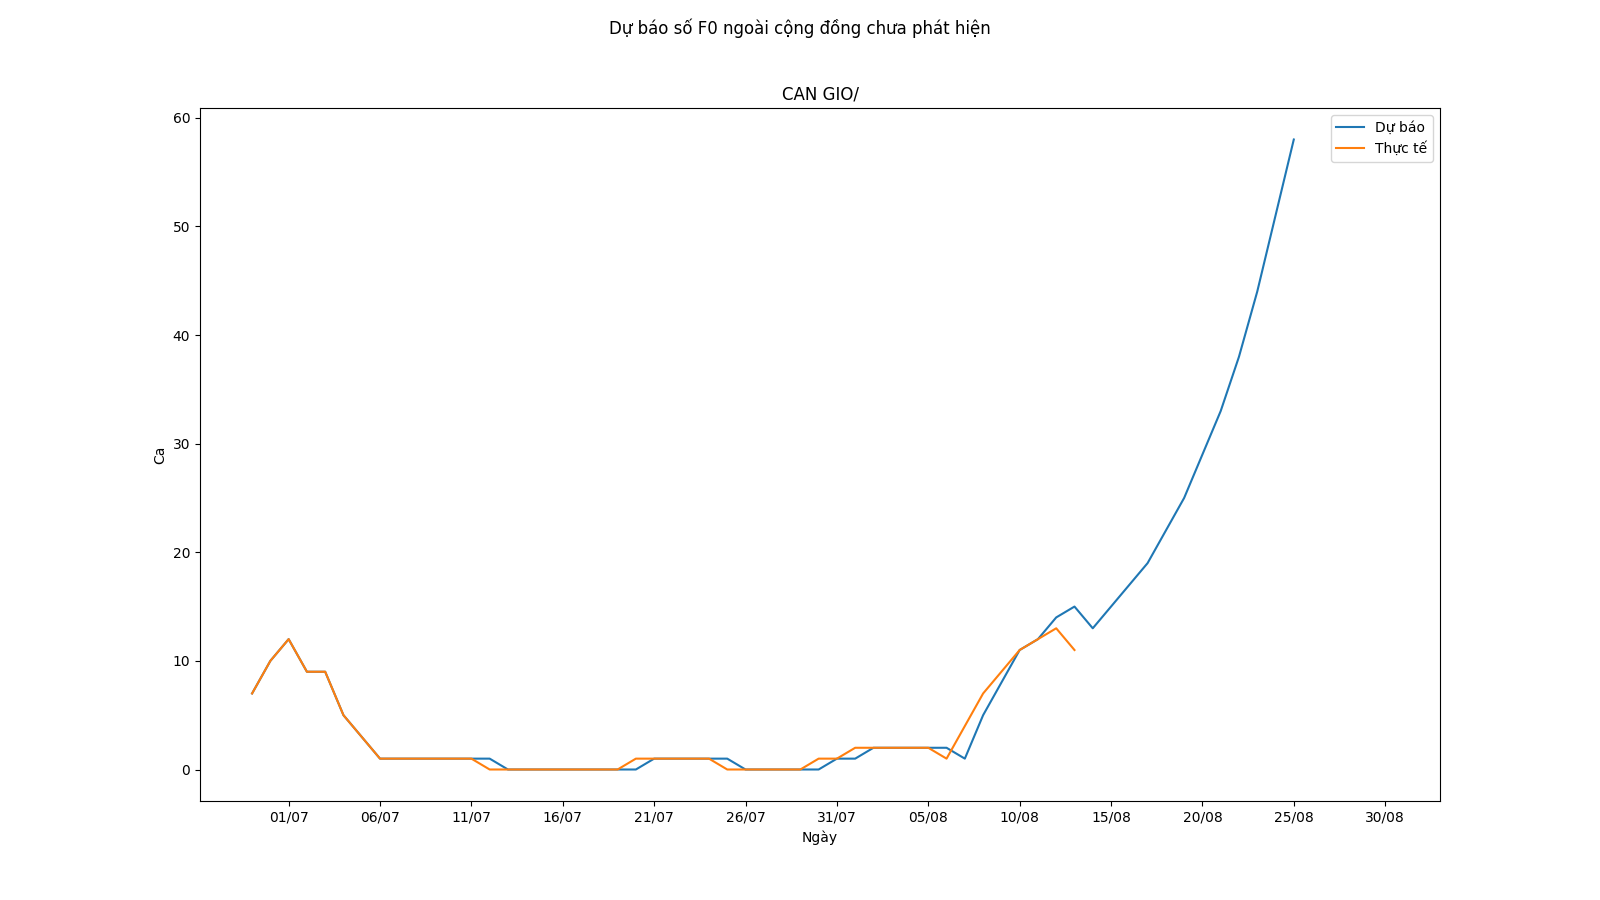 Dự báo số F0 ngoài cộng đồng chưa phát hiện
CAN GIO/
Dự báo
Thực tế
60
50
40
30
20
10
0
Ca
01/07 06/07 11/07 16/07 21/07 26/07 31/07 05/08 10/08 15/08 20/08 25/08 30/08
Ngày